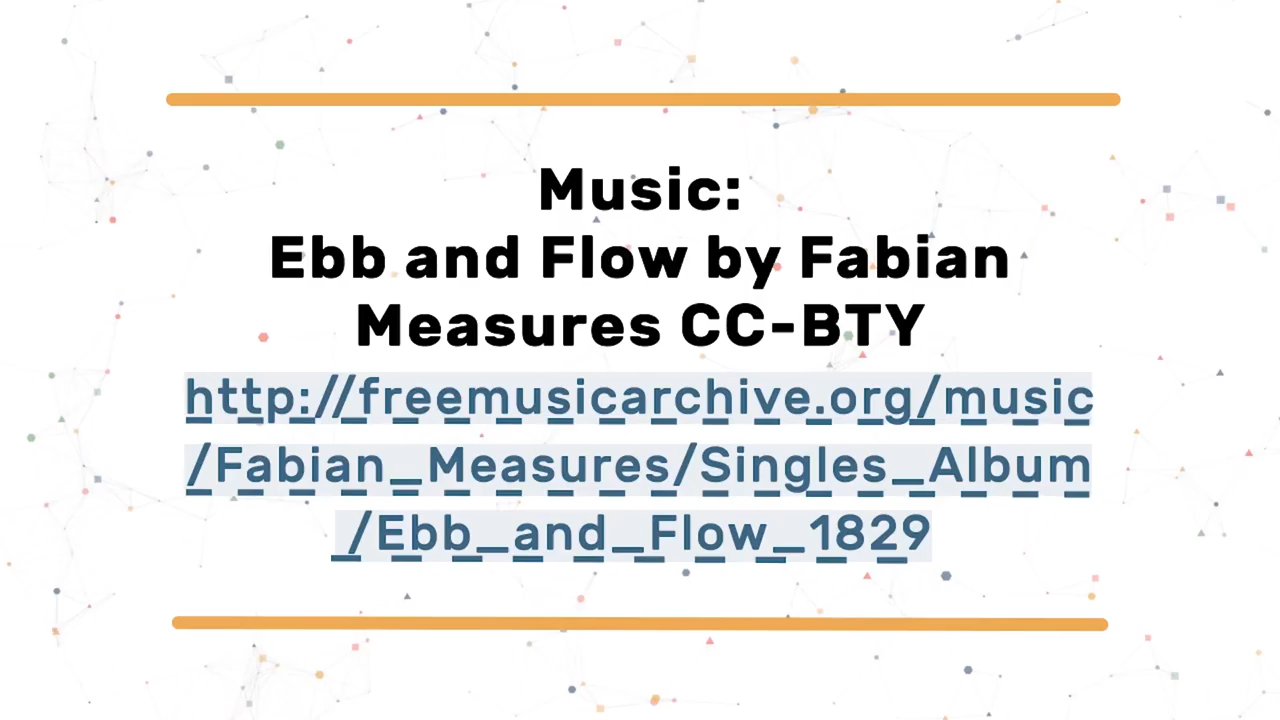 Music:
Ebb and Flow by Fabian
Measures CC-BTY
http://freemusicarchive.org/music
/Fabian_Measures/Singles_Album
/Ebb_and_Flow_1829